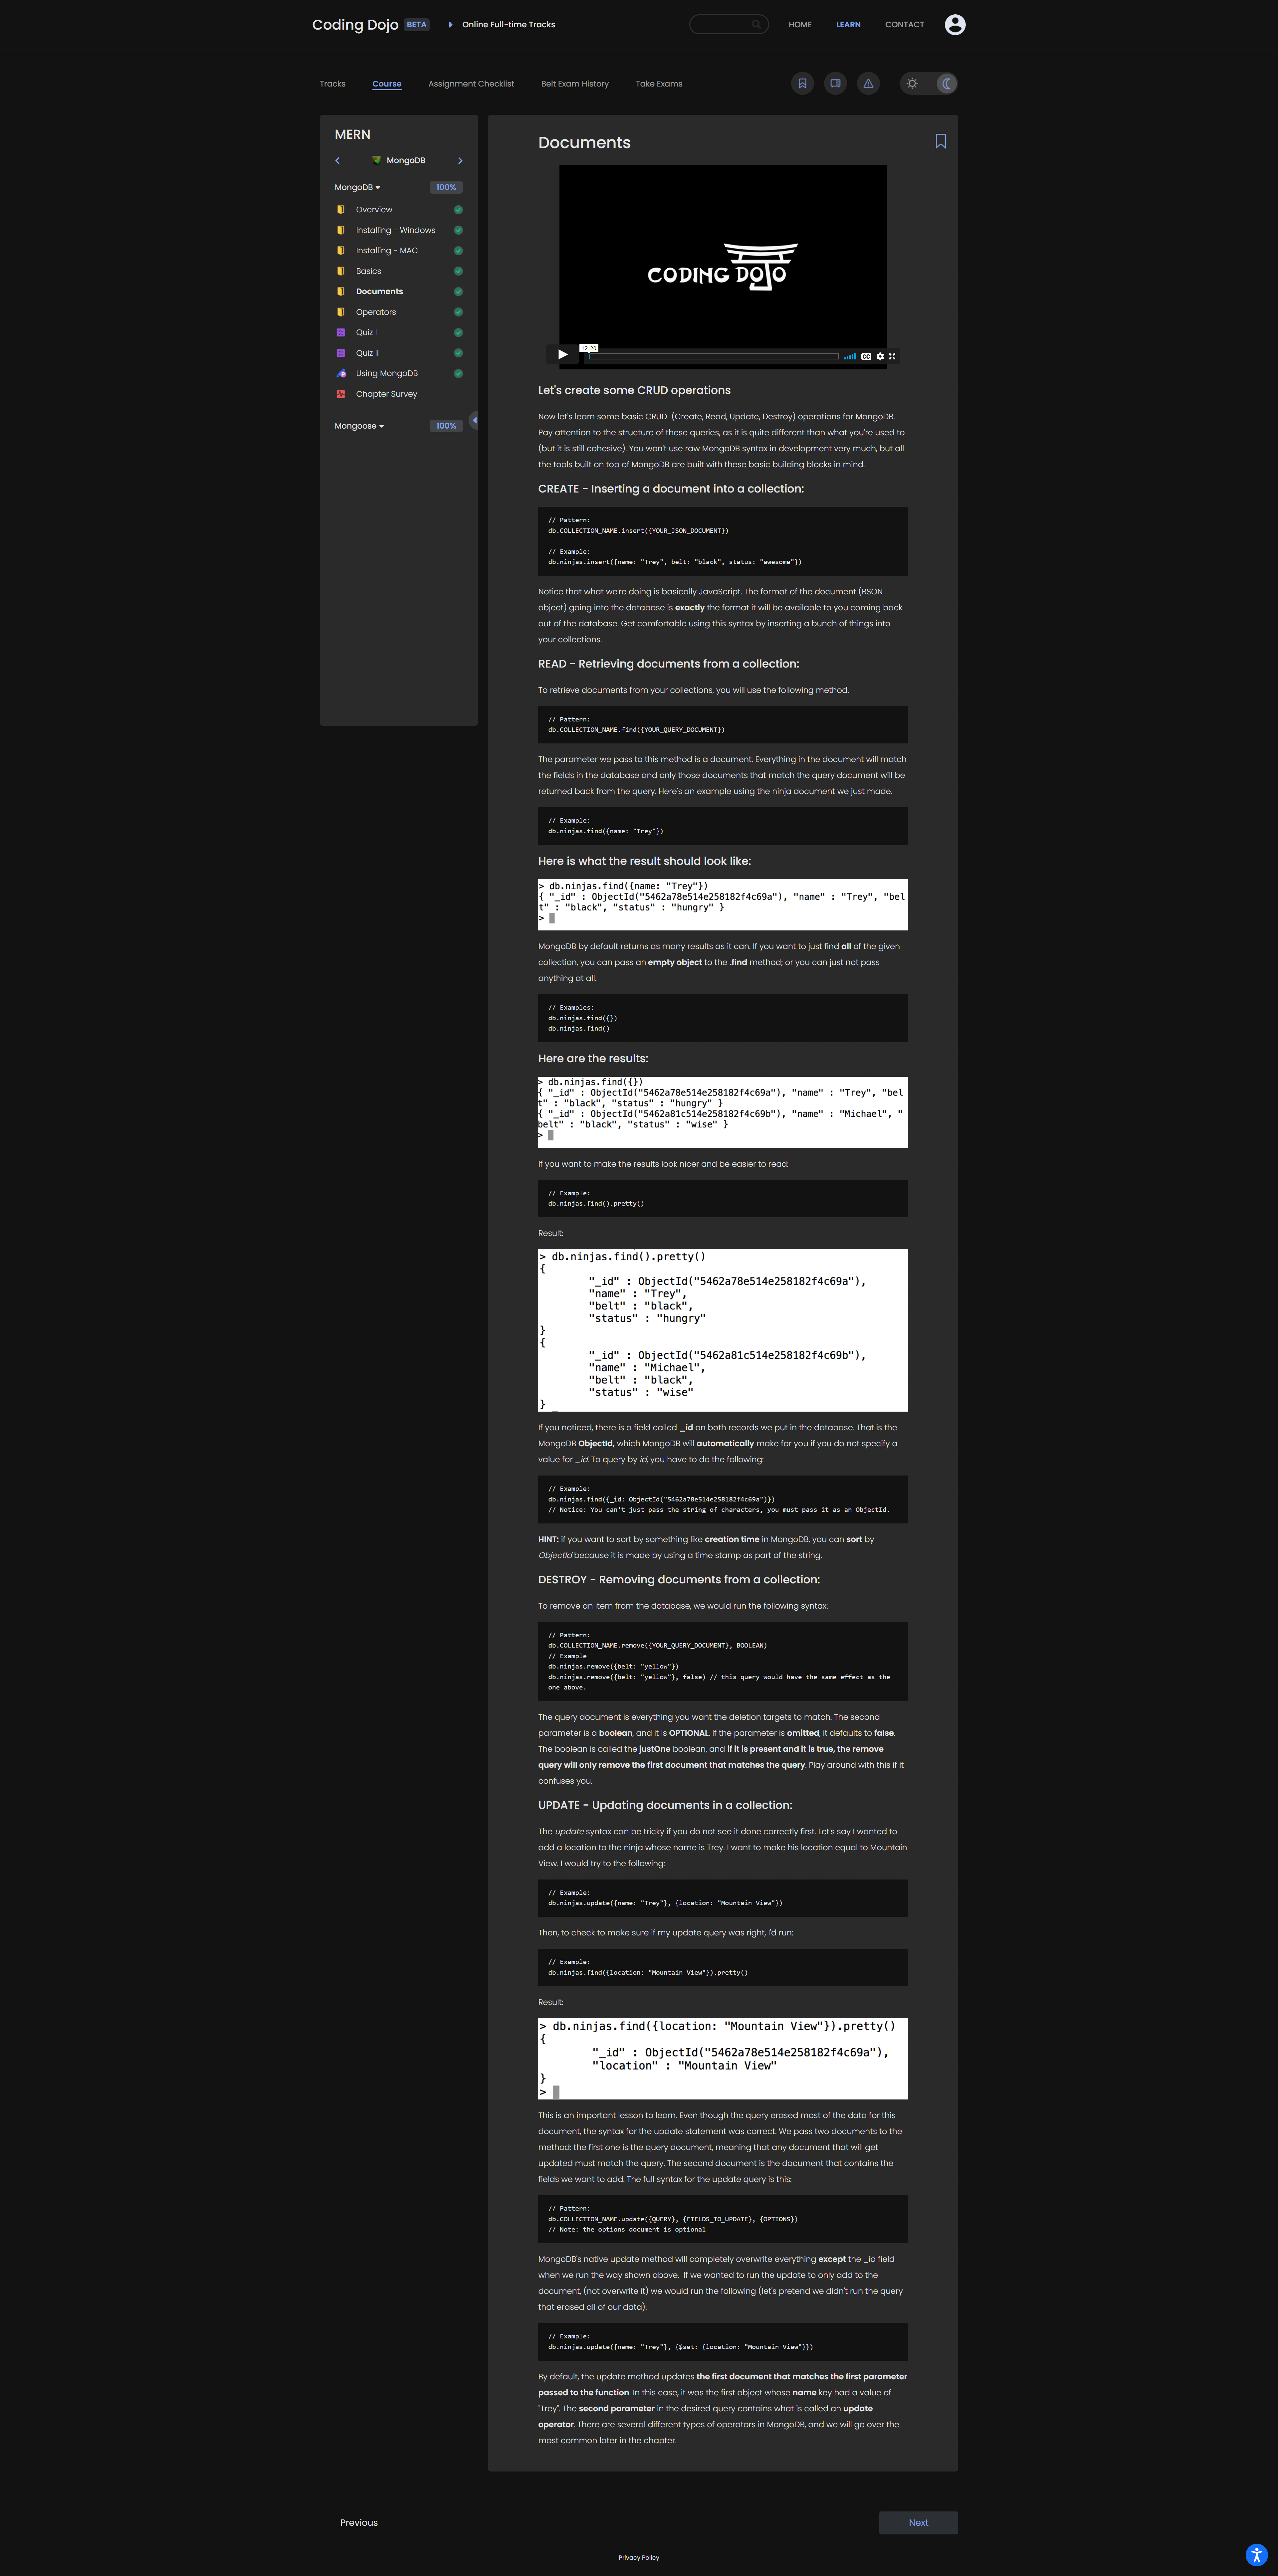 Coding Dojo BETA Online Full-time Tracks HOME LEARN CONTACT
Tracks Course Assignment Checklist Belt Exam History Take Exams
MERN
MongoDB
MongoDB 100%
Overview
Installing - Windows
Installing - MAC
Basics
Documents
Operators
Quiz I
Quiz II
Using MongoDB
Chapter Survey
Mongoose 100%
Documents
CODING DOJO
12:20
CC
Let's create some CRUD operations
Now let's learn some basic CRUD (Create, Read, Update, Destroy) operations for MongoDB.
Pay attention to the structure of these queries, as it is quite different than what you're used to
(but it is still cohesive). You won't use raw MongoDB syntax in development very much, but all
the tools built on top of MongoDB are built with these basic building blocks in mind.
CREATE - Inserting a document into a collection:
// Pattern:
db.COLLECTION_NAME.insert({YOUR_JSON_DOCUMENT})
// Example:
db.ninjas.insert({name: "Trey", belt: "black", status: "awesome"})
Notice that what we're doing is basically JavaScript. The format of the document (BSON
object) going into the database is exactly the format it will be available to you coming back
out of the database. Get comfortable using this syntax by inserting a bunch of things into
your collections.
READ - Retrieving documents from a collection:
To retrieve documents from your collections, you will use the following method.
// Pattern:
db.COLLECTION_NAME.find({YOUR_QUERY_DOCUMENT})
The parameter we pass to this method is a document. Everything in the document will match
the fields in the database and only those documents that match the query document will be
returned back from the query. Here's an example using the ninja document we just made.
// Example:
db.ninjas.find({name: "Trey"})
Here is what the result should look like:
> db.ninjas.find({name: "Trey"})
{ "_id" : ObjectId("5462a78e514e258182f4c69a"), "name" : "Trey", "bel
t" : "black", "status" : "hungry" }
>
MongoDB by default returns as many results as it can. If you want to just find all of the given
collection, you can pass an empty object to the .find method; or you can just not pass
anything at all.
// Examples:
db.ninjas.find({})
db.ninjas.find()
Here are the results:
> db.ninjas.find({})
{ "_id" : ObjectId("5462a78e514e258182f4c69a"), "name" : "Trey", "bel
t" : "black", "status" : "hungry" }
{ "_id" : ObjectId("5462a81c514e258182f4c69b"), "name" : "Michael", "
belt" : "black", "status" : "wise" }
>
If you want to make the results look nicer and be easier to read:
// Example:
db.ninjas.find().pretty()
Result:
> db.ninjas.find().pretty()
{
"_id" : ObjectId("5462a78e514e258182f4c69a"),
"name" : "Trey",
"belt" : "black",
"status" : "hungry"
}
{
"_id" : ObjectId("5462a81c514e258182f4c69b"),
"name" : "Michael",
"belt" : "black",
"status" : "wise"
}
If you noticed, there is a field called _id on both records we put in the database. That is the
MongoDB ObjectId, which MongoDB will automatically make for you if you do not specify a
value for _id. To query by id, you have to do the following:
// Example:
db.ninjas.find({_id: ObjectId("5462a78e514e258182f4c69a")})
// Notice: You can't just pass the string of characters, you must pass it as an ObjectId.
HINT: if you want to sort by something like creation time in MongoDB, you can sort by
ObjectId because it is made by using a time stamp as part of the string.
DESTROY - Removing documents from a collection:
To remove an item from the database, we would run the following syntax:
// Pattern:
db.COLLECTION_NAME.remove({YOUR_QUERY_DOCUMENT}, BOOLEAN)
// Example
db.ninjas.remove({belt: "yellow"})
db.ninjas.remove({belt: "yellow"}, false) // this query would have the same effect as the
one above.
The query document is everything you want the deletion targets to match. The second
parameter is a boolean, and it is OPTIONAL. If the parameter is omitted, it defaults to false.
The boolean is called the justOne boolean, and if it is present and it is true, the remove
query will only remove the first document that matches the query. Play around with this if it
confuses you.
UPDATE - Updating documents in a collection:
The update syntax can be tricky if you do not see it done correctly first. Let's say I wanted to
add a location to the ninja whose name is Trey. I want to make his location equal to Mountain
View. I would try to the following:
// Example:
db.ninjas.update({name: "Trey"}, {location: "Mountain View"})
Then, to check to make sure if my update query was right, I'd run:
// Example:
db.ninjas.find({location: "Mountain View"}).pretty()
Result:
> db.ninjas.find({location: "Mountain View"}).pretty()
{
"_id" : ObjectId("5462a78e514e258182f4c69a"),
"location" : "Mountain View"
}
>
This is an important lesson to learn. Even though the query erased most of the data for this
document, the syntax for the update statement was correct. We pass two documents to the
method: the first one is the query document, meaning that any document that will get
updated must match the query. The second document is the document that contains the
fields we want to add. The full syntax for the update query is this:
// Pattern:
db.COLLECTION_NAME.update({QUERY}, {FIELDS_TO_UPDATE}, {OPTIONS})
// Note: the options document is optional
MongoDB's native update method will completely overwrite everything except the _id field
when we run the way shown above. If we wanted to run the update to only add to the
document, (not overwrite it) we would run the following (let's pretend we didn't run the query
that erased all of our data):
// Example:
db.ninjas.update({name: "Trey"}, {$set: {location: "Mountain View"}})
By default, the update method updates the first document that matches the first parameter
passed to the function. In this case, it was the first object whose name key had a value of
"Trey". The second parameter in the desired query contains what is called an update
operator. There are several different types of operators in MongoDB, and we will go over the
most common later in the chapter.
Previous Next
Privacy Policy